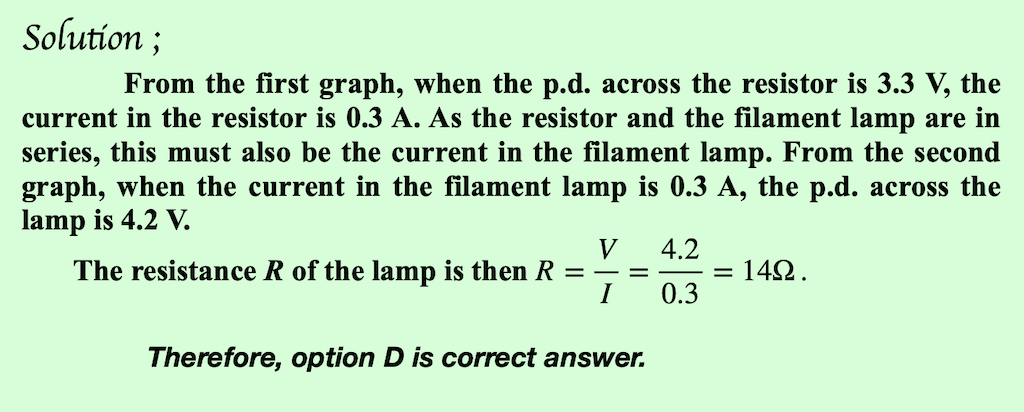 Solution ;
From the first graph, when the p.d. across the resistor is 3.3 V, the
current in the resistor is 0.3 A. As the resistor and the filament lamp are in
series, this must also be the current in the filament lamp. From the second
graph, when the current in the filament lamp is 0.3 A, the p.d. across the
lamp is 4.2 V.
The resistance R of the lamp is then R = V/I = 4.2/0.3 = 14Ω .
Therefore, option D is correct answer.